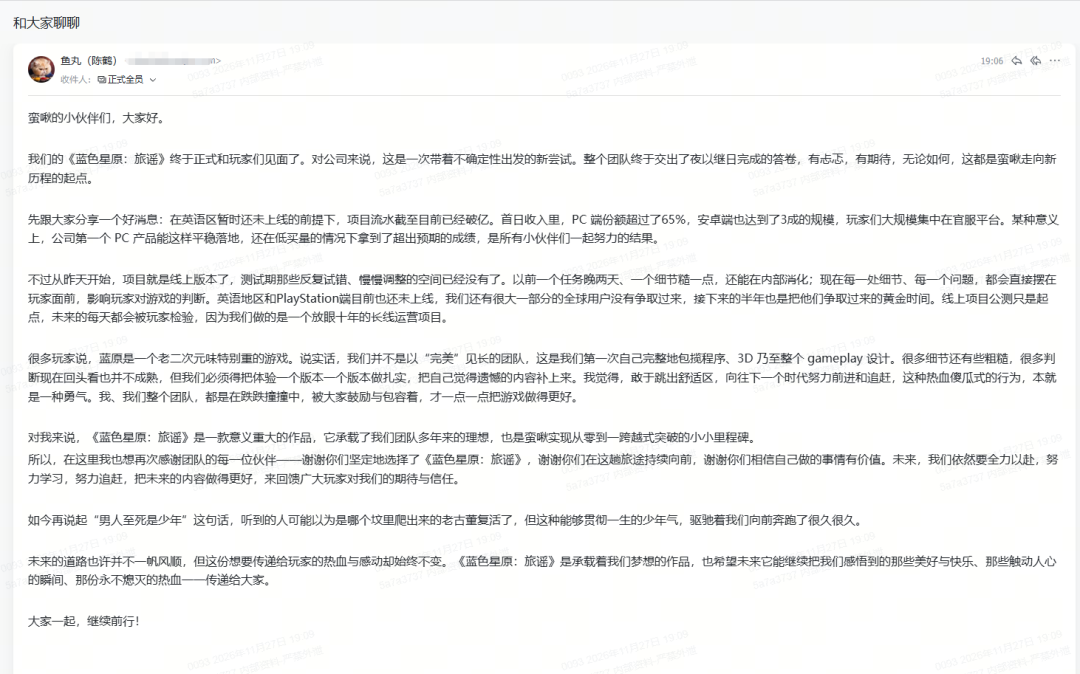 和大家聊聊
鱼丸（陈鹤）
19:06
收件人： 正式全员
蛮啾的小伙伴们，大家好。
我们的《蓝色星原：旅谣》终于正式和玩家们见面了。对公司来说，这是一次带着不确定性出发的新尝试。整个团队终于交出了夜以继日完成的答卷，有忐忑，有期待，无论如何，这都是蛮啾走向新
历程的起点。
先跟大家分享一个好消息：在英语区暂时还未上线的前提下，项目流水截至目前已经破亿。首日收入里，PC 端份额超过了65%，安卓端也达到了3成的规模，玩家们大规模集中在官服平台。某种意义
上，公司第一个 PC 产品能这样平稳落地，还在低买量的情况下拿到了超出预期的成绩，是所有小伙伴们一起努力的结果。
不过从昨天开始，项目就是线上版本了，测试期那些反复试错、慢慢调整的空间已经没有了。以前一个任务晚两天、一个细节糙一点，还能在内部消化；现在每一处细节、每一个问题，都会直接摆在
玩家面前，影响玩家对游戏的判断。英语地区和PlayStation端目前也还未上线，我们还有很大一部分的全球用户没有争取过来，接下来的半年也是把他们争取过来的黄金时间。线上项目公测只是起
点，未来的每天都会被玩家检验，因为我们做的是一个放眼十年的长线运营项目。
很多玩家说，蓝原是一个老二次元味特别重的游戏。说实话，我们并不是以“完美”见长的团队，这是我们第一次自己完整地包揽程序、3D 乃至整个 gameplay 设计。很多细节还有些粗糙，很多判
断现在回头看也并不成熟，但我们必须得把体验一个版本一个版本做扎实，把自己觉得遗憾的内容补上来。我觉得，敢于跳出舒适区，向往下一个时代努力前进和追赶，这种热血傻瓜式的行为，本就
是一种勇气。我、我们整个团队，都是在跌跌撞撞中，被大家鼓励与包容着，才一点一点把游戏做得更好。
对我来说，《蓝色星原：旅谣》是一款意义重大的作品，它承载了我们团队多年来的理想，也是蛮啾实现从零到一跨越式突破的小小里程碑。
所以，在这里我也想再次感谢团队的每一位伙伴——谢谢你们坚定地选择了《蓝色星原：旅谣》，谢谢你们在这趟旅途持续向前，谢谢你们相信自己做的事情有价值。未来，我们依然要全力以赴，努
力学习，努力追赶，把未来的内容做得更好，来回馈广大玩家对我们的期待与信任。
如今再说起“男人至死是少年”这句话，听到的人可能以为是哪个坟里爬出来的老古董复活了，但这种能够贯彻一生的少年气，驱驰着我们向前奔跑了很久很久。
未来的道路也许并不一帆风顺，但这份想要传递给玩家的热血与感动却始终不变。《蓝色星原：旅谣》是承载着我们梦想的作品，也希望未来它能继续把我们感悟到的那些美好与快乐、那些触动人心
的瞬间、那份永不熄灭的热血——传递给大家。
大家一起，继续前行！